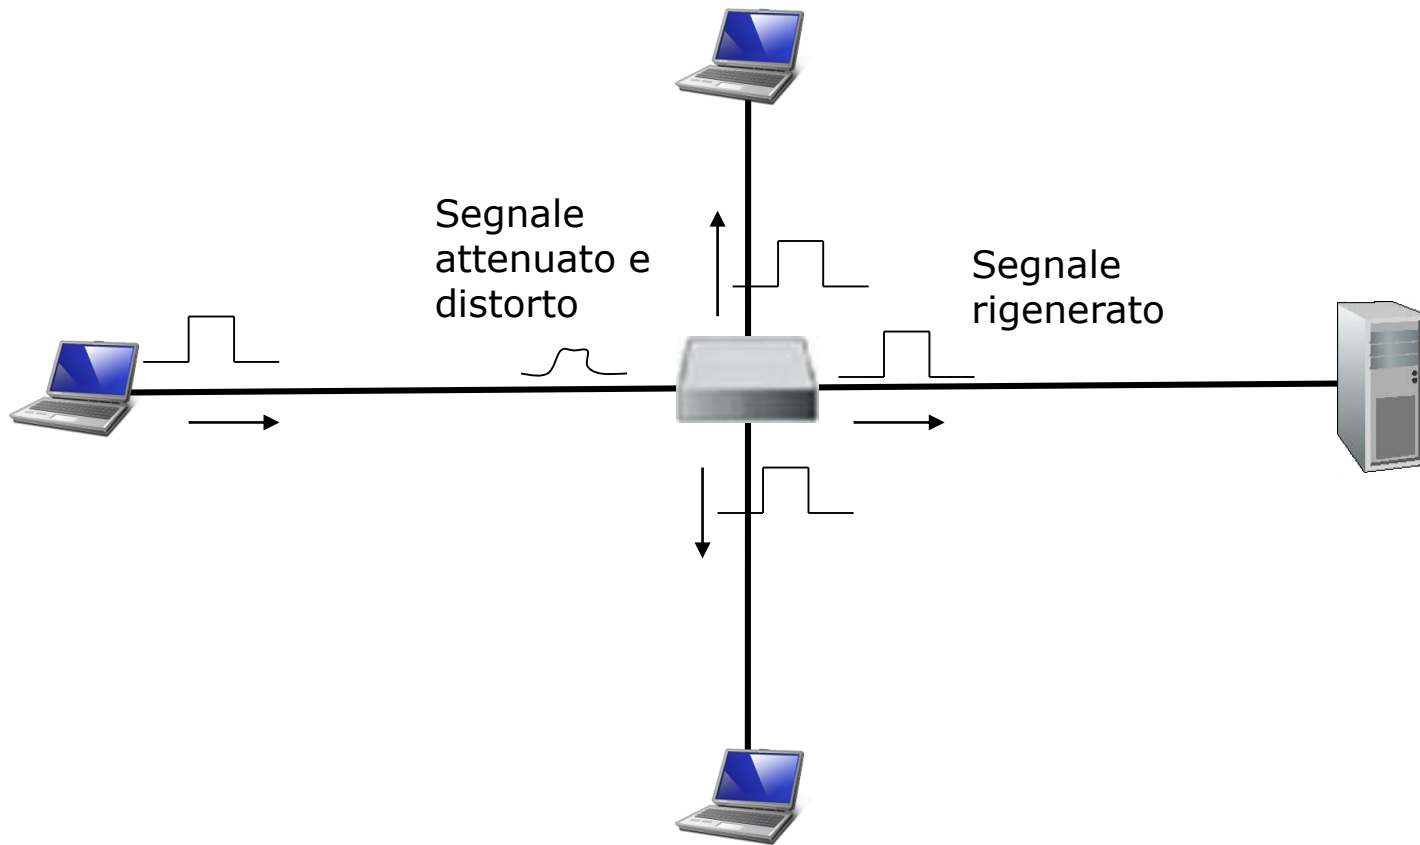 Segnale
attenuato e
distorto
Segnale
rigenerato